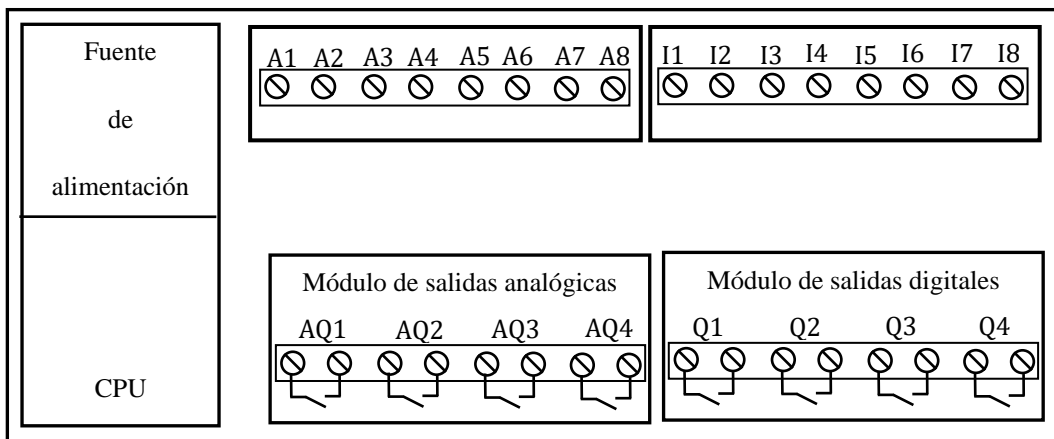 Fuente
de
alimentación
CPU
A1 A2 A3 A4 A5 A6 A7 A8
I1 I2 I3 I4 I5 I6 I7 I8
Módulo de salidas analógicas
AQ1 AQ2 AQ3 AQ4
Módulo de salidas digitales
Q1 Q2 Q3 Q4